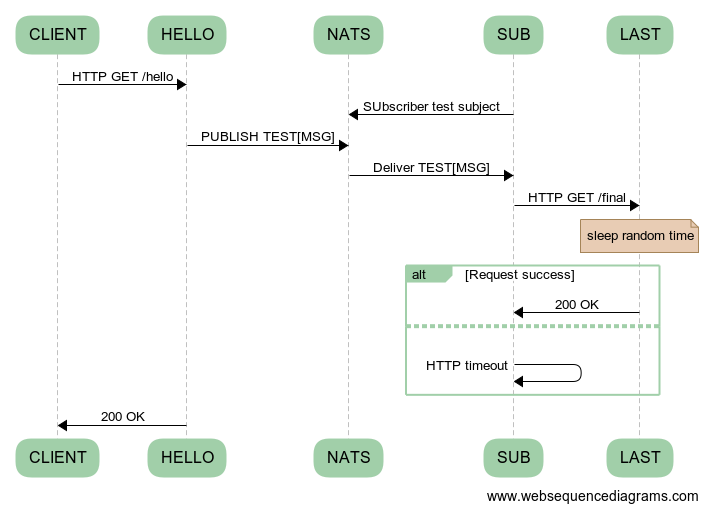 CLIENT HELLO NATS SUB LAST
HTTP GET /hello
SUbscriber test subject
PUBLISH TEST[MSG]
Deliver TEST[MSG]
HTTP GET /final
sleep random time
alt [Request success]
200 OK
HTTP timeout
200 OK
CLIENT HELLO NATS SUB LAST
www.websequencediagrams.com